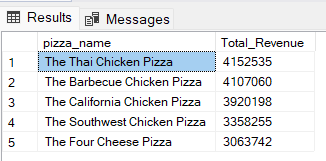 Results Messages
pizza_name Total_Revenue
1 The Thai Chicken Pizza 4152535
2 The Barbecue Chicken Pizza 4107060
3 The California Chicken Pizza 3920198
4 The Southwest Chicken Pizza 3358255
5 The Four Cheese Pizza 3063742